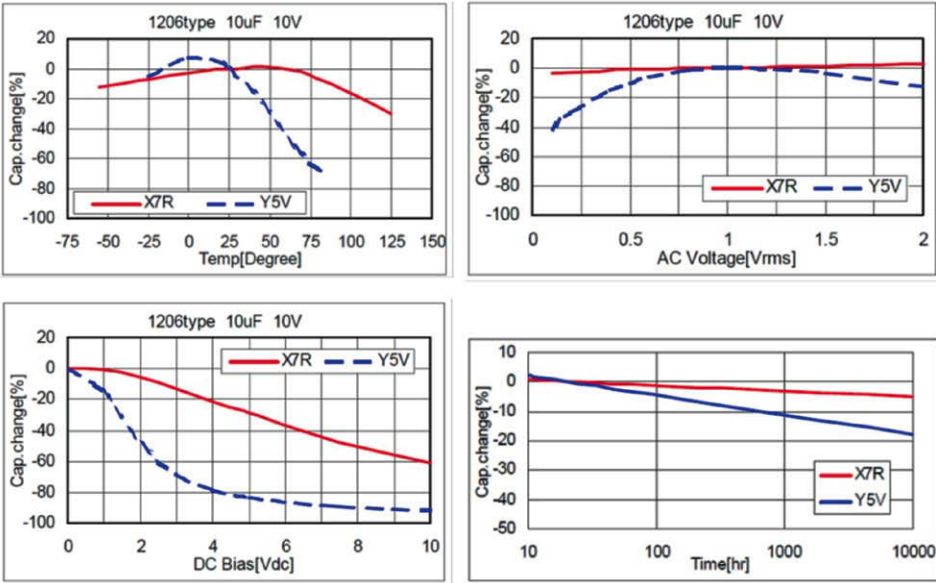 1206type 10uF 10V
Cap.change[%]
20
0
-20
-40
-60
-80
-100
X7R Y5V
-75 -50 -25 0 25 50 75 100 125 150
Temp[Degree]
1206type 10uF 10V
Cap.change[%]
20
0
-20
-40
-60
-80
-100
X7R Y5V
0 0.5 1 1.5 2
AC Voltage[Vrms]
1206type 10uF 10V
Cap.change[%]
20
0
-20
-40
-60
-80
-100
X7R Y5V
0 2 4 6 8 10
DC Bias[Vdc]
Cap.change[%]
10
0
-10
-20
-30
-40
-50
X7R
Y5V
10 100 1000 10000
Time[hr]